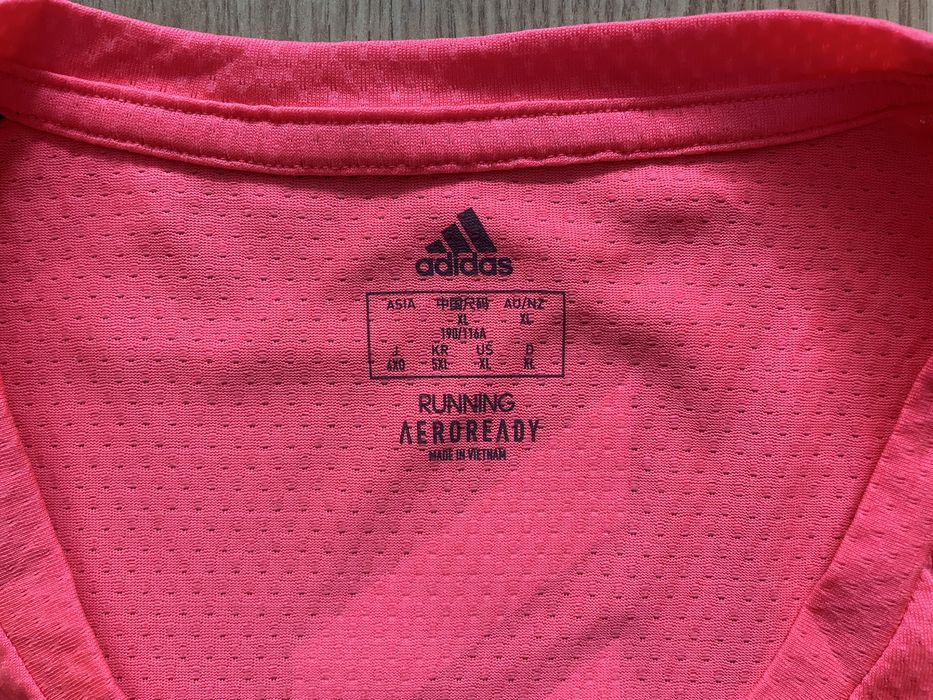 adidas
ASIA 中国尺码 AU/NZ
- XL XL
190/116A
J KR US D
4XO 5XL XL XL
RUNNING
AEROREADY
MADE IN VIETNAM